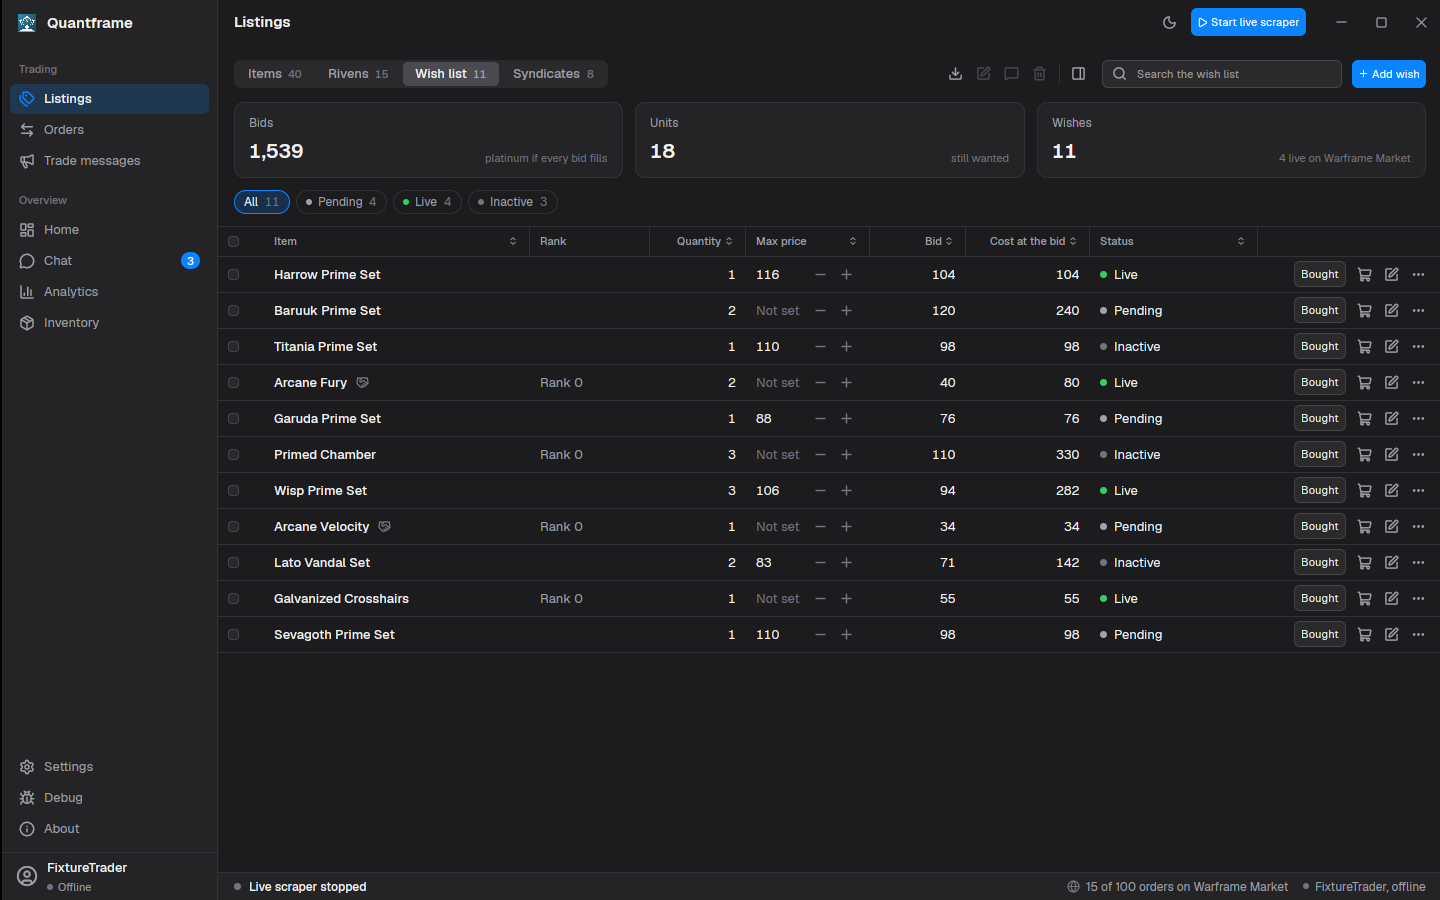 Quantframe
Trading
Listings
Orders
Trade messages
Overview
Home
Chat 3
Analytics
Inventory
Settings
Debug
About
FixtureTrader
Offline
Listings
Start live scraper
Items 40 Rivens 15 Wish list 11 Syndicates 8
Search the wish list
+ Add wish
Bids
1,539 platinum if every bid fills
Units
18 still wanted
Wishes
11 4 live on Warframe Market
All 11 Pending 4 Live 4 Inactive 3
Item Rank Quantity Max price Bid Cost at the bid Status
Harrow Prime Set 1 116 104 104 Live Bought
Baruuk Prime Set 2 Not set 120 240 Pending Bought
Titania Prime Set 1 110 98 98 Inactive Bought
Arcane Fury Rank 0 2 Not set 40 80 Live Bought
Garuda Prime Set 1 88 76 76 Pending Bought
Primed Chamber Rank 0 3 Not set 110 330 Inactive Bought
Wisp Prime Set 3 106 94 282 Live Bought
Arcane Velocity Rank 0 1 Not set 34 34 Pending Bought
Lato Vandal Set 2 83 71 142 Inactive Bought
Galvanized Crosshairs Rank 0 1 Not set 55 55 Live Bought
Sevagoth Prime Set 1 110 98 98 Pending Bought
Live scraper stopped
15 of 100 orders on Warframe Market
FixtureTrader, offline